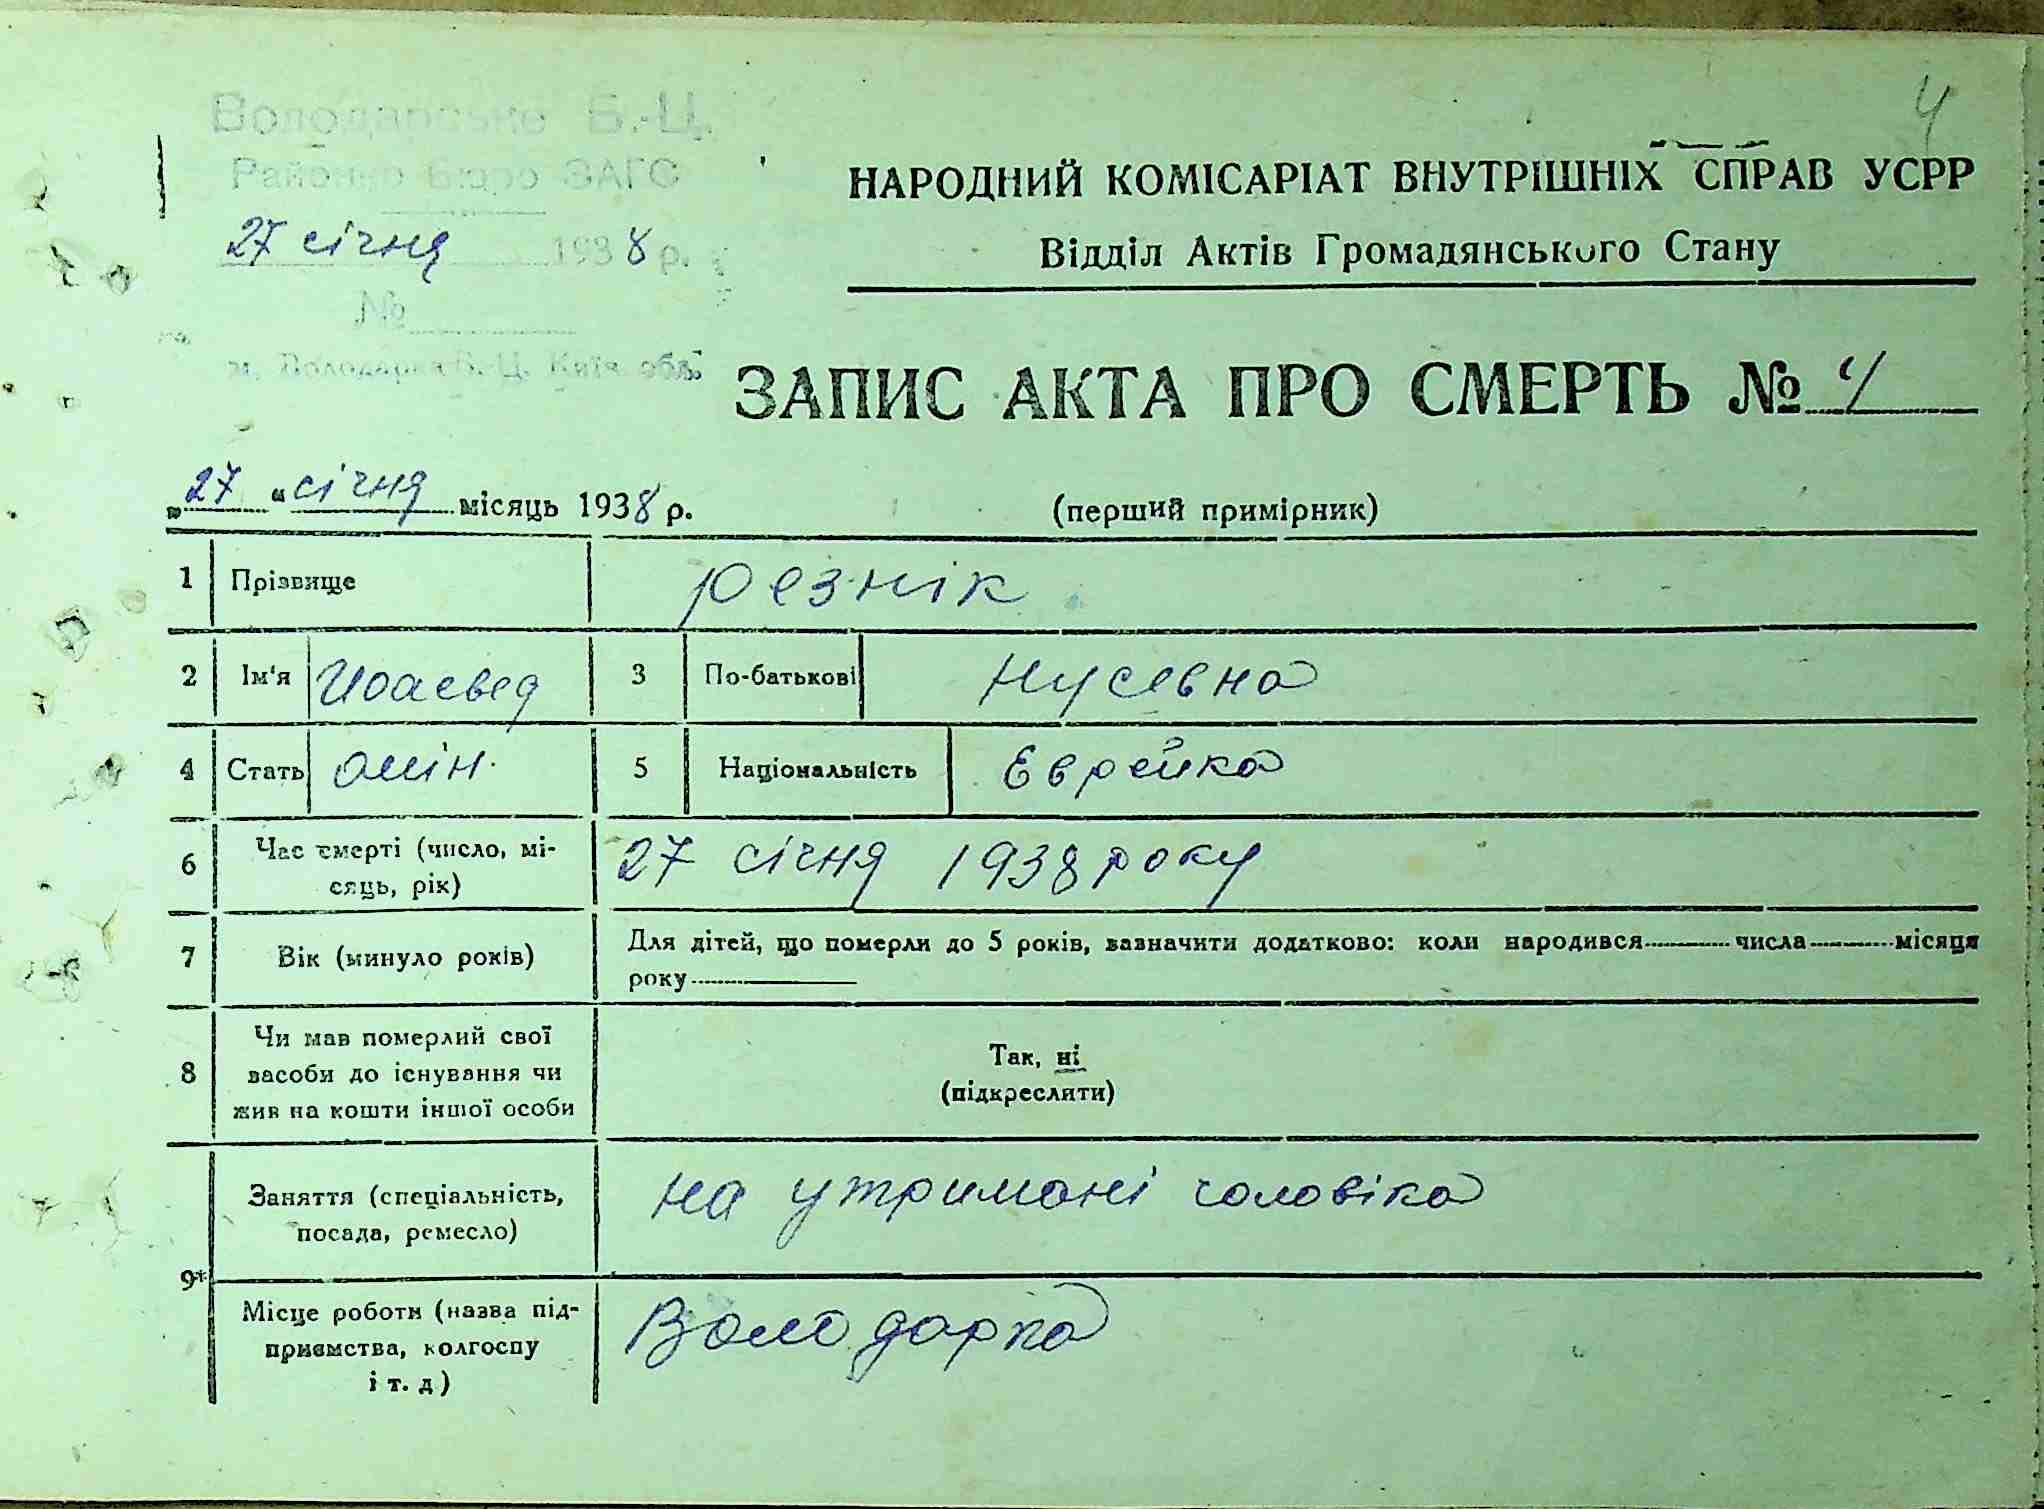 4
Володарське Б.-Ц.
Районне Бюро ЗАГС
27 січня 1938 р.
№
м. Володарка Б.-Ц. Київ. обл.
НАРОДНИЙ КОМІСАРІАТ ВНУТРІШНІХ СПРАВ УСРР
Відділ Актів Громадянського Стану
ЗАПИС АКТА ПРО СМЕРТЬ № 4
„27“ січня місяць 1938 р. (перший примірник)
1 Прізвище Резнік
2 Ім'я 3 По-батькові Нусевна
4 Стать 5 Національність Еврейка
6 Час смерті (число, мі-
сяць, рік) 27 січня 1938 року
7 Вік (минуло років) Для дітей, що померли до 5 років, зазначити додатково: коли народився числа місяця
року
8 Чи мав померлий свої
засоби до існування чи
жив на кошти іншої особи
Так, ні
(підкреслити)
9* Заняття (спеціальність,
посада, ремесло) на утримані чоловіка
Місце роботи (назва під-
приємства, колгоспу
і т. д) Володарка